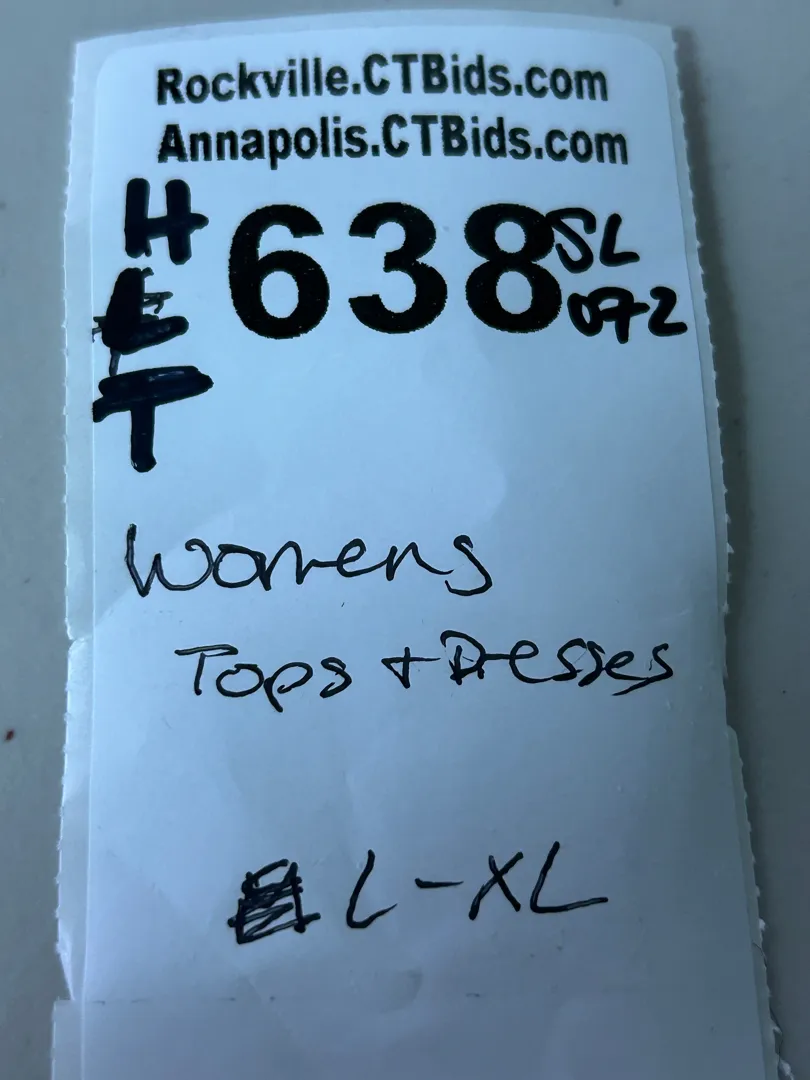 Rockville.CTBids.com
Annapolis.CTBids.com
H 638 SL
L 072
T
Womens
Tops + Dresses
L-XL